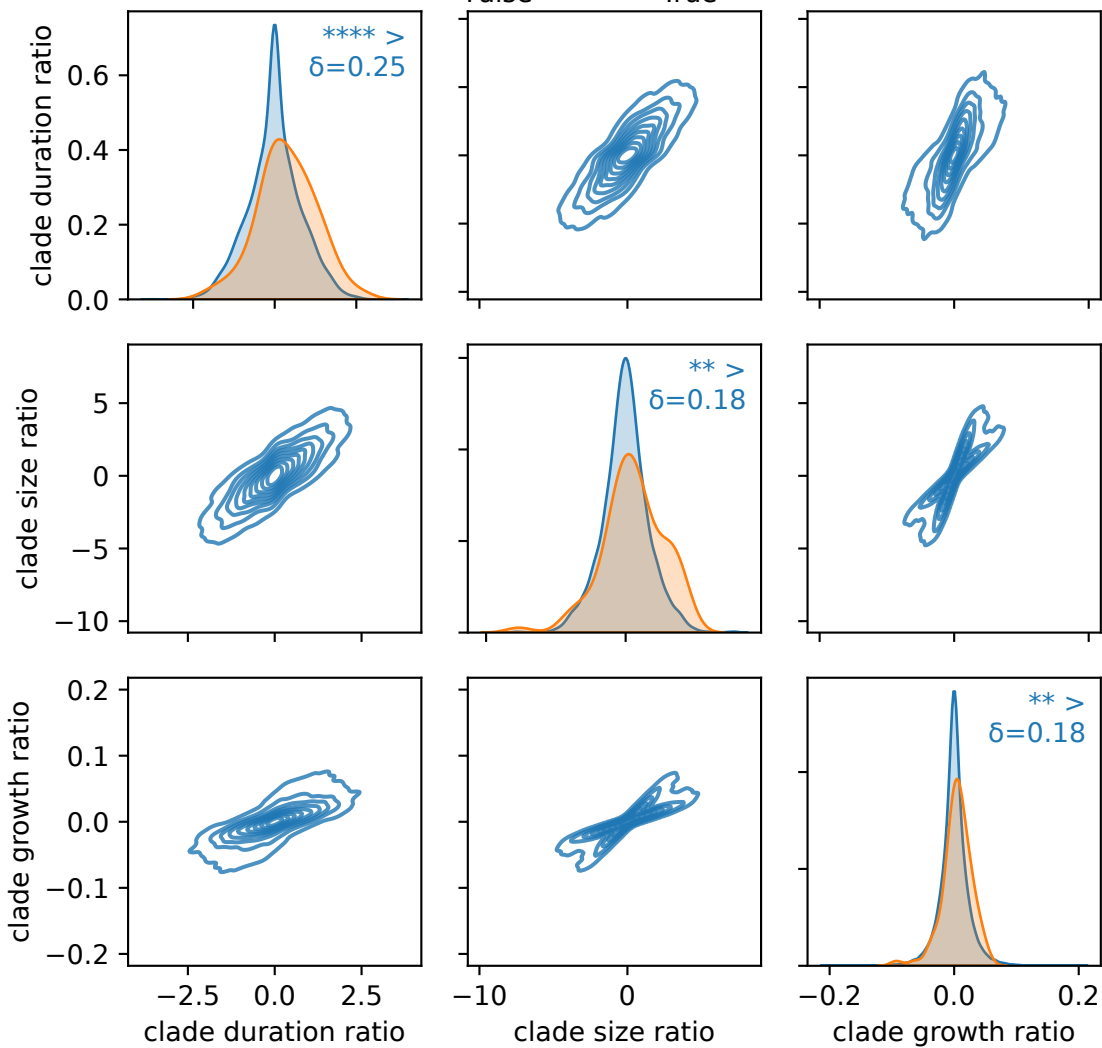 clade duration ratio
0.6
0.4
0.2
0.0
**** >
δ=0.25
clade size ratio
5
0
−5
−10
** >
δ=0.18
clade growth ratio
0.2
0.1
0.0
−0.1
−0.2
** >
δ=0.18
−2.5 0.0 2.5
−10 0
−0.2 0.0 0.2
clade duration ratio
clade size ratio
clade growth ratio